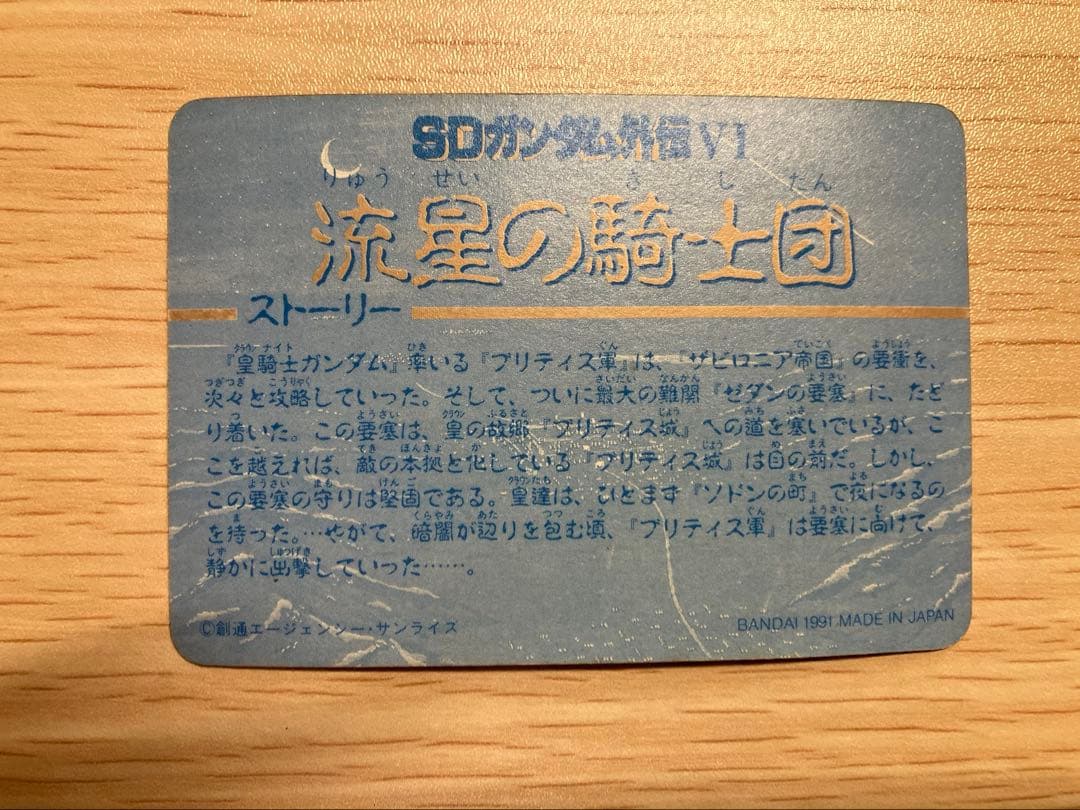 SDガンダム外伝VI
りゅう せい き し だん
流星の騎士団
ストーリー
『皇騎士ガンダム』率いる『ブリティス軍』は、『ザビロニア帝国』の要衝を、
次々と攻略していった。そして、ついに最大の難関『ゼダンの要塞』に、たど
り着いた。この要塞は、皇の故郷『ブリティス城』への道を塞いでいるが、こ
こを越えれば、敵の本拠と化している『ブリティス城』は目の前だ。しかし、
この要塞の守りは堅固である。皇達は、ひとまず『ソドンの町』で夜になるの
を待った。…やがて、暗闇が辺りを包む頃、『ブリティス軍』は要塞に向けて、
静かに出撃していった……。
©創通エージェンシー・サンライズ
BANDAI 1991 MADE IN JAPAN